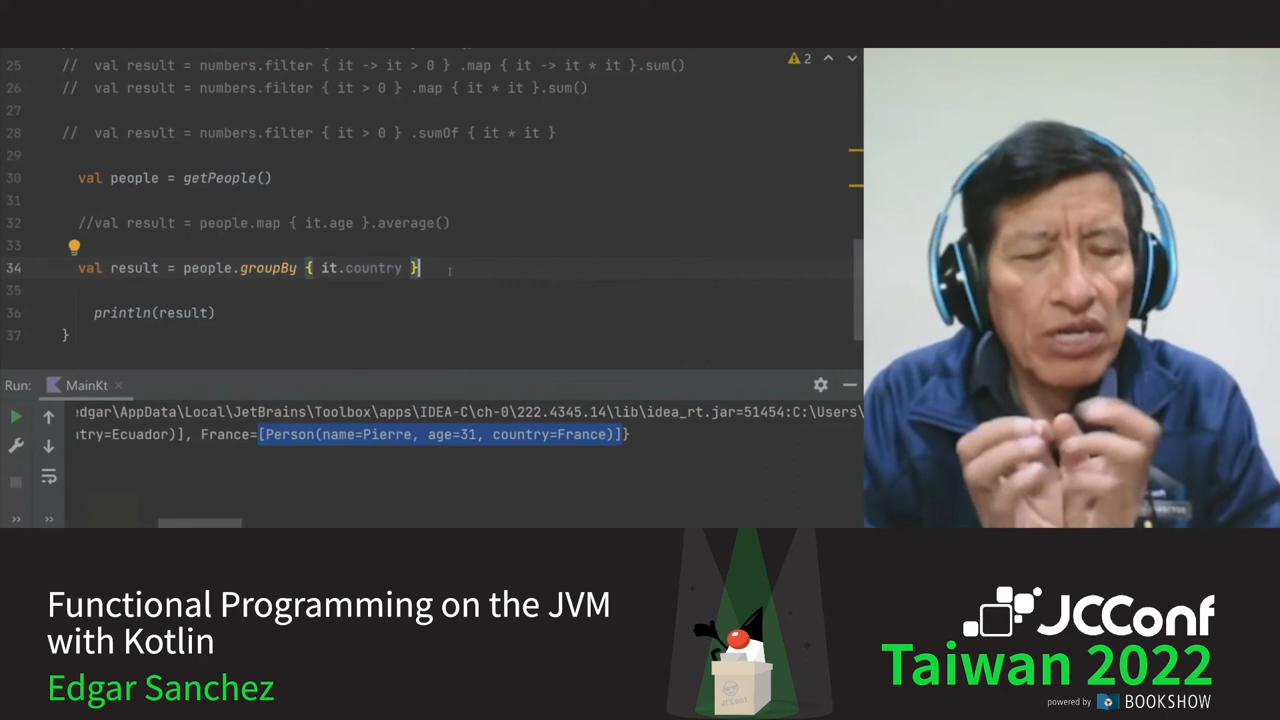 25 // val result = numbers.filter { it -> it > 0 } .map { it -> it * it }.sum()
26 // val result = numbers.filter { it > 0 } .map { it * it }.sum()
27
28 // val result = numbers.filter { it > 0 } .sumOf { it * it }
29
30 val people = getPeople()
31
32 //val result = people.map { it.age }.average()
33
34 val result = people.groupBy { it.country }
35
36 println(result)
37 }
2
Run: MainKt
edgar\AppData\Local\JetBrains\Toolbox\apps\IDEA-C\ch-0\222.4345.14\lib\idea_rt.jar=51454:C:\Users\
ntry=Ecuador)], France=[Person(name=Pierre, age=31, country=France)]}
Functional Programming on the JVM
with Kotlin
Edgar Sanchez
JCConf
JCConf
Taiwan 2022
powered by BOOKSHOW